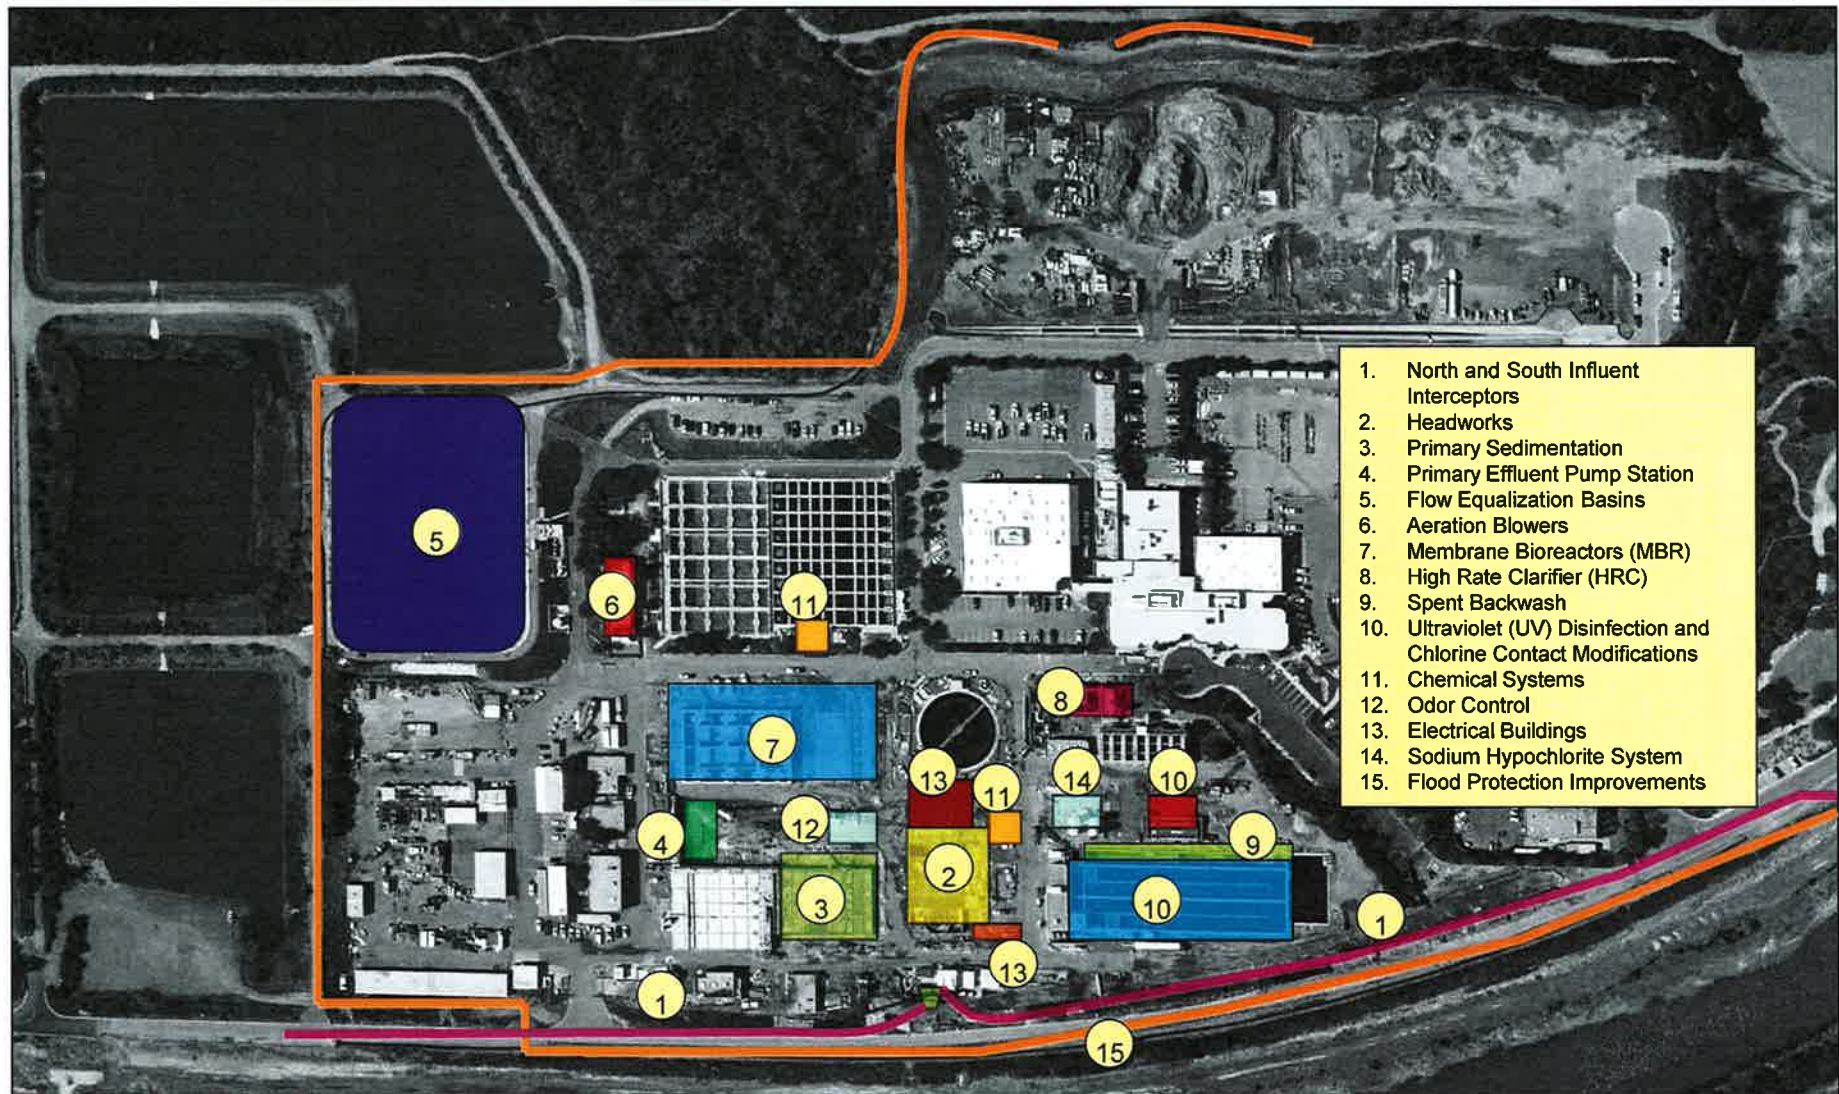 1. North and South Influent
Interceptors
2. Headworks
3. Primary Sedimentation
4. Primary Effluent Pump Station
5. Flow Equalization Basins
6. Aeration Blowers
7. Membrane Bioreactors (MBR)
8. High Rate Clarifier (HRC)
9. Spent Backwash
10. Ultraviolet (UV) Disinfection and
Chlorine Contact Modifications
11. Chemical Systems
12. Odor Control
13. Electrical Buildings
14. Sodium Hypochlorite System
15. Flood Protection Improvements
5
6
11
8
7
13
11
14
10
4
12
9
2
3
10
1
13
1
15